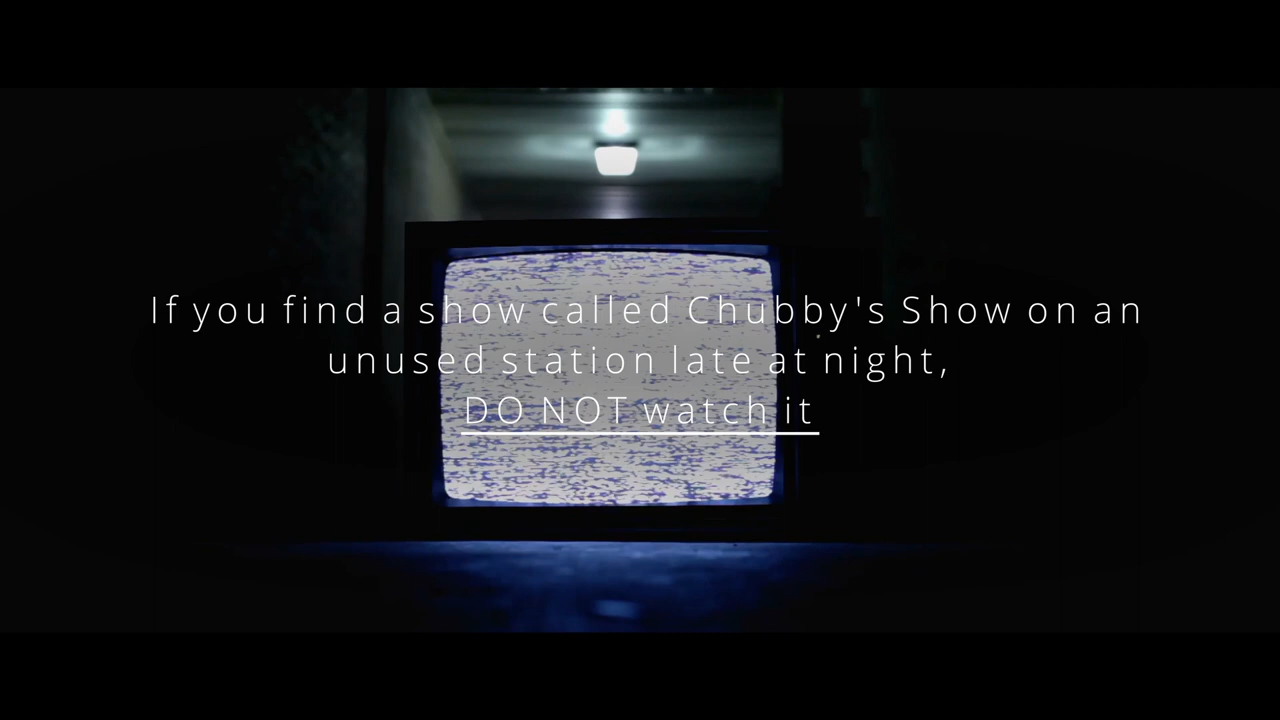 If you find a show called Chubby's Show on an
unused station late at night,
DO NOT watch it